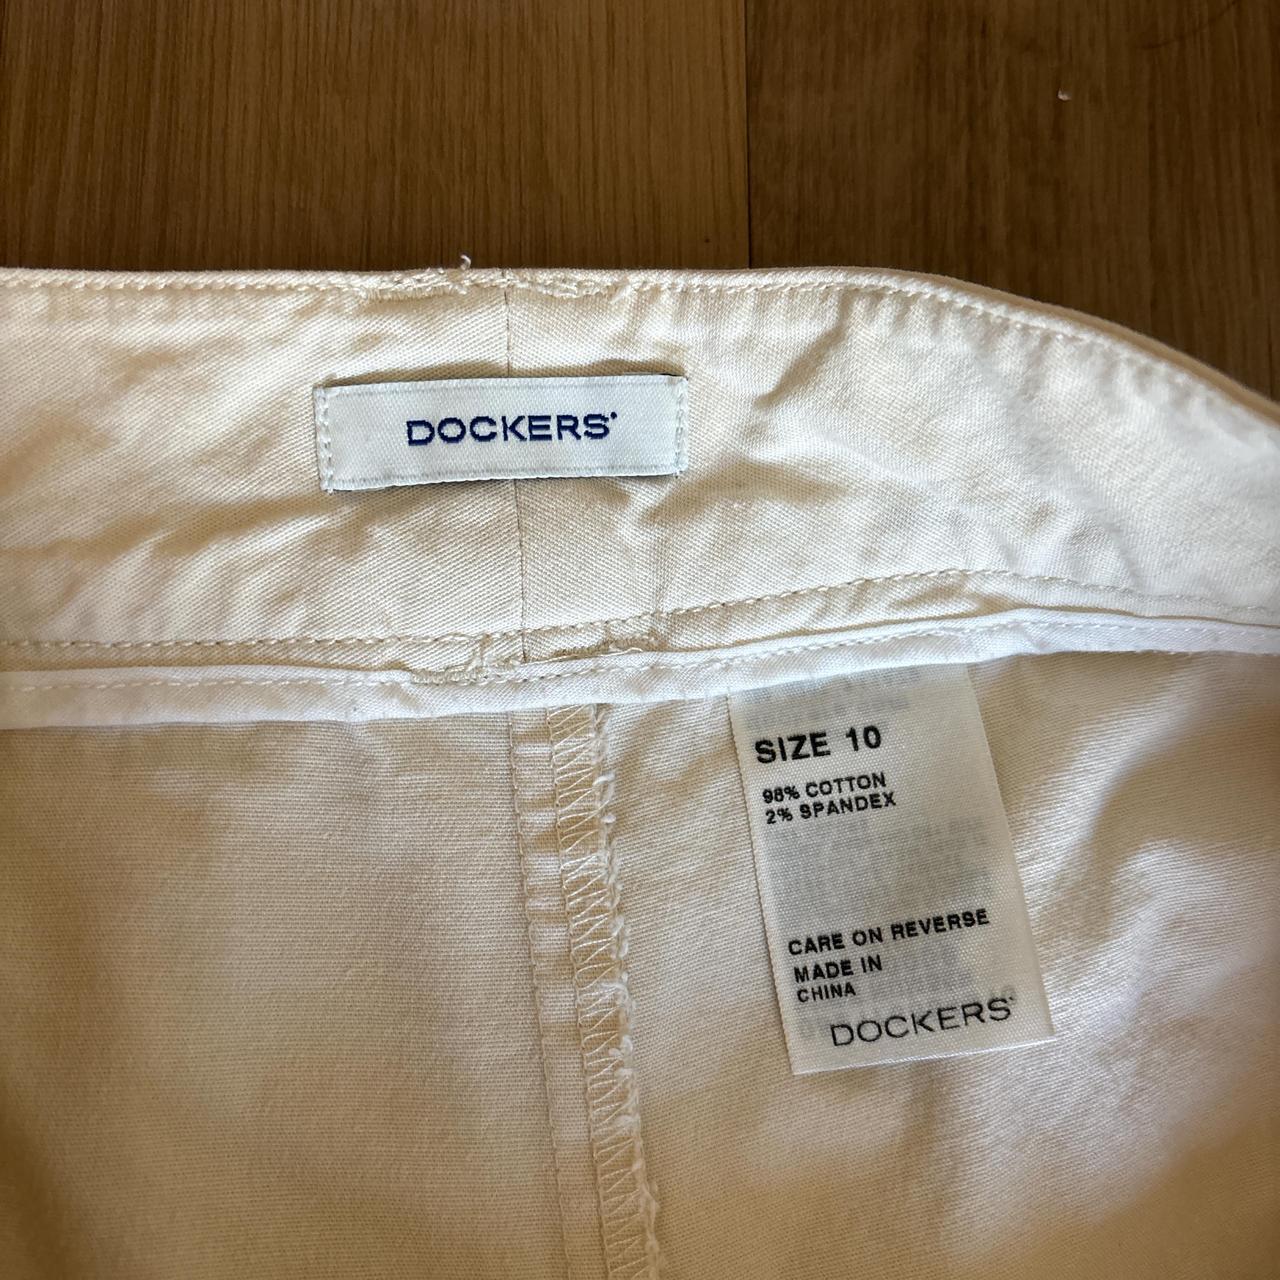 DOCKERS
SIZE 10
98% COTTON
2% SPANDEX
CARE ON REVERSE
MADE IN
CHINA
DOCKERS